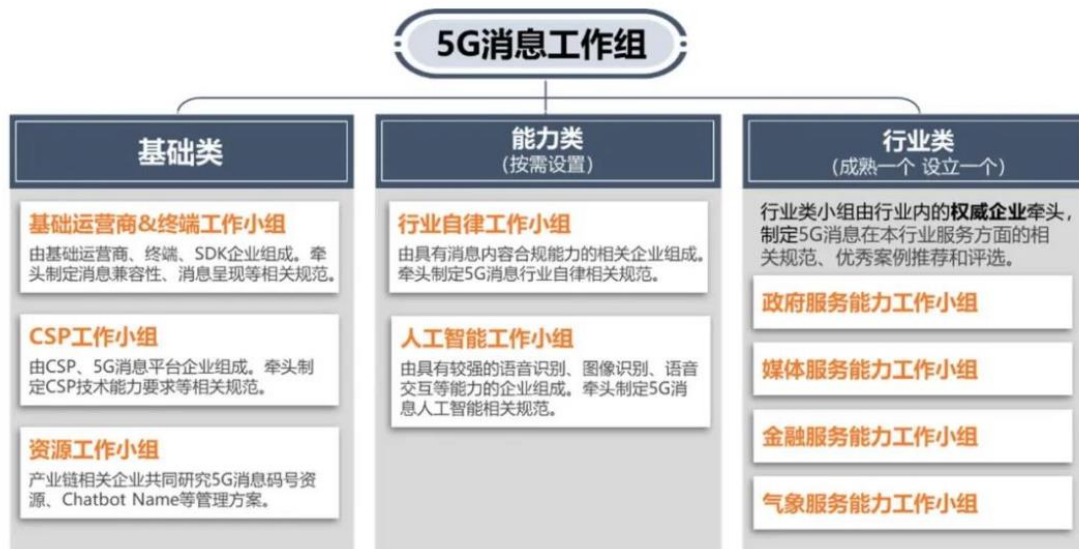 5G消息工作组
基础类
基础运营商&终端工作小组
由基础运营商、终端、SDK企业组成。牵
头制定消息兼容性、消息呈现等相关规范。
CSP工作小组
由CSP、5G消息平台企业组成。牵头制
定CSP技术能力要求等相关规范。
资源工作小组
产业链相关企业共同研究5G消息码号资
源、Chatbot Name等管理方案。
能力类
(按需设置)
行业自律工作小组
由具有消息内容合规能力的相关企业组成。
牵头制定5G消息行业自律相关规范。
人工智能工作小组
由具有较强的语音识别、图像识别、语音
交互等能力的企业组成。牵头制定5G消
息人工智能相关规范。
行业类
(成熟一个 设立一个)
行业类小组由行业内的权威企业牵头，
制定5G消息在本行业服务方面的相
关规范、优秀案例推荐和评选。
政府服务能力工作小组
媒体服务能力工作小组
金融服务能力工作小组
气象服务能力工作小组